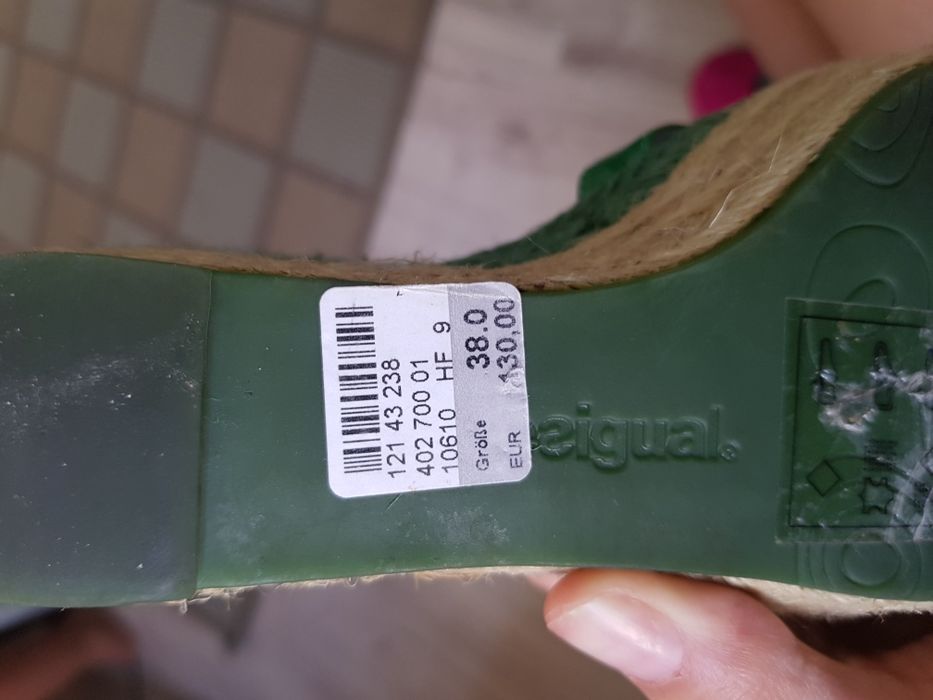 121 43 238
402 700 01
10610 HF 9
Größe 38.0
EUR 130,00
esigual.